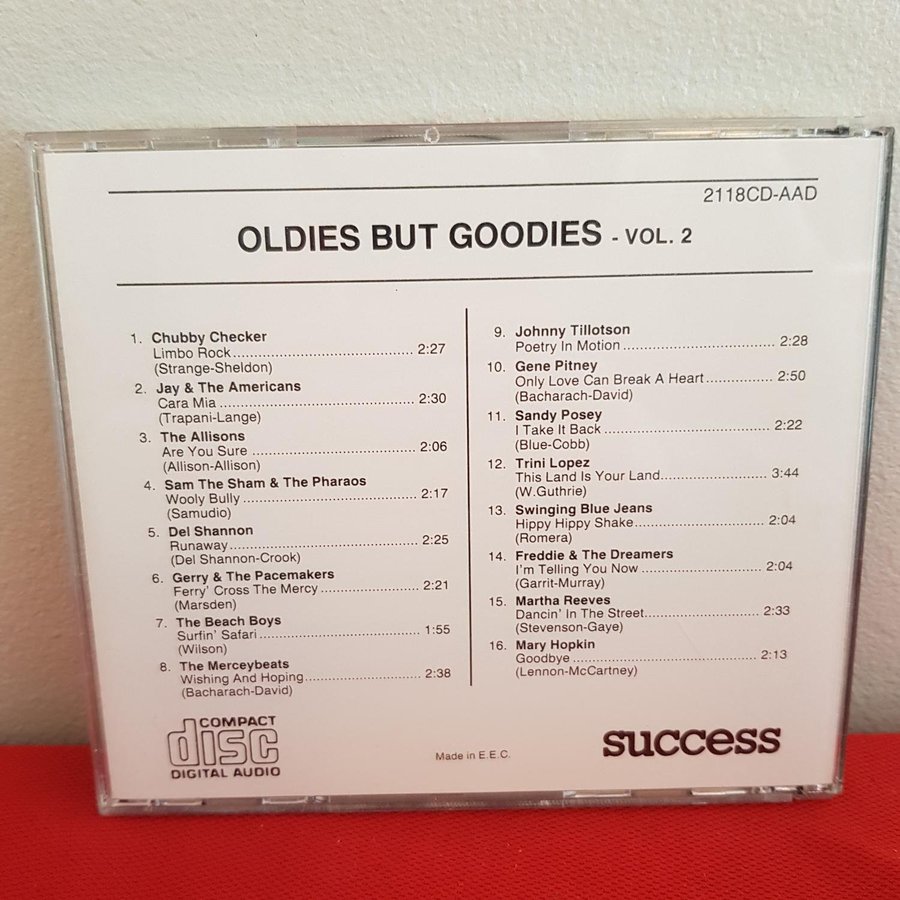 2118CD-AAD
OLDIES BUT GOODIES - VOL. 2
1. Chubby Checker
Limbo Rock........................................ 2:27
(Strange-Sheldon)
2. Jay & The Americans
Cara Mia ........................................... 2:30
(Trapani-Lange)
3. The Allisons
Are You Sure .................................... 2:06
(Allison-Allison)
4. Sam The Sham & The Pharaos
Wooly Bully ...................................... 2:17
(Samudio)
5. Del Shannon
Runaway.......................................... 2:25
(Del Shannon-Crook)
6. Gerry & The Pacemakers
Ferry' Cross The Mercy ..................... 2:21
(Marsden)
7. The Beach Boys
Surfin' Safari ................................... 1:55
(Wilson)
8. The Merceybeats
Wishing And Hoping......................... 2:38
(Bacharach-David)
9. Johnny Tillotson
Poetry In Motion ................................. 2:28
10. Gene Pitney
Only Love Can Break A Heart............... 2:50
(Bacharach-David)
11. Sandy Posey
I Take It Back ..................................... 2:22
(Blue-Cobb)
12. Trini Lopez
This Land Is Your Land....................... 3:44
(W.Guthrie)
13. Swinging Blue Jeans
Hippy Hippy Shake............................ 2:04
(Romera)
14. Freddie & The Dreamers
I'm Telling You Now .......................... 2:04
(Garrit-Murray)
15. Martha Reeves
Dancin' In The Street......................... 2:33
(Stevenson-Gaye)
16. Mary Hopkin
Goodbye ......................................... 2:13
(Lennon-McCartney)
COMPACT
disc
DIGITAL AUDIO
Made in E.E.C.
success